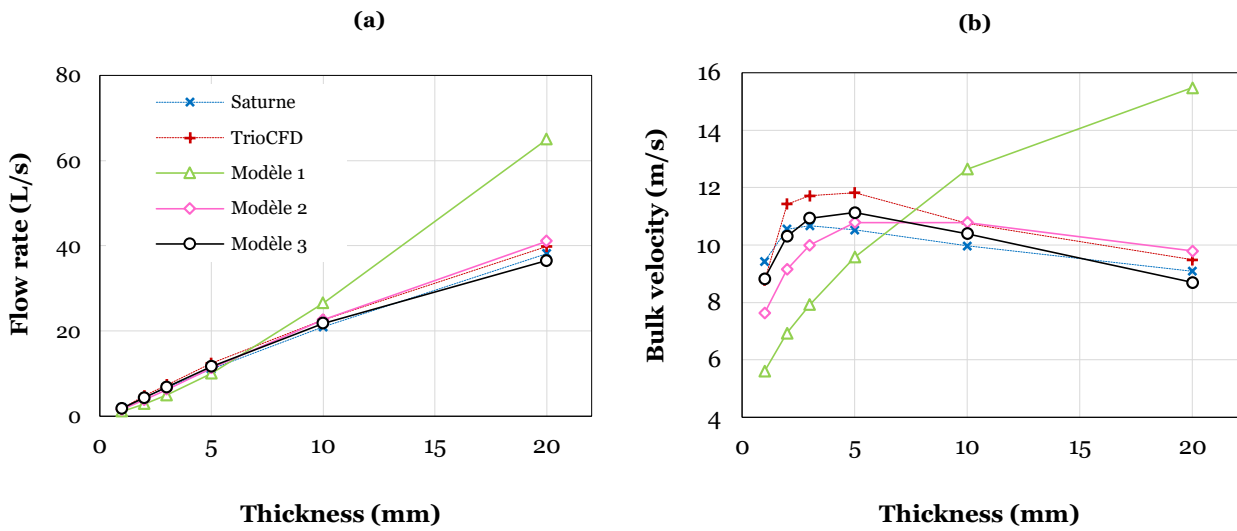 (a)
80
60
40
20
0
Flow rate (L/s)
Saturne
TrioCFD
Modèle 1
Modèle 2
Modèle 3
0 5 10 15 20
Thickness (mm)
(b)
16
14
12
10
8
6
4
Bulk velocity (m/s)
0 5 10 15 20
Thickness (mm)